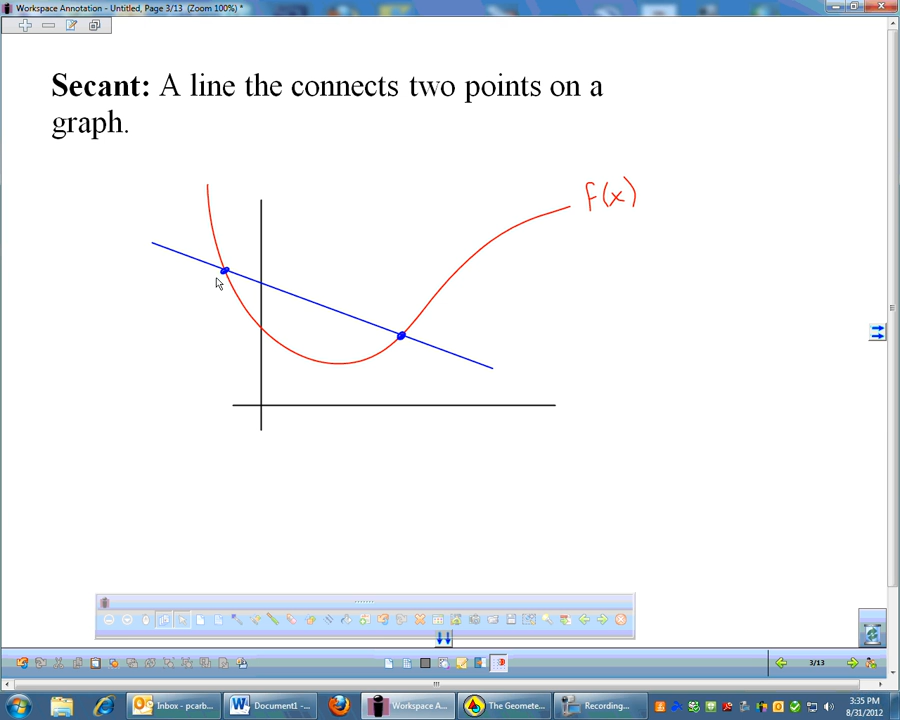 Workspace Annotation - Untitled, Page 3/13 (Zoom 100%) *
Secant: A line the connects two points on a
graph.
f(x)
3/13
Inbox - pcarb...
Document1 -...
Workspace A...
The Geomete...
Recording...
3:35 PM
8/31/2012